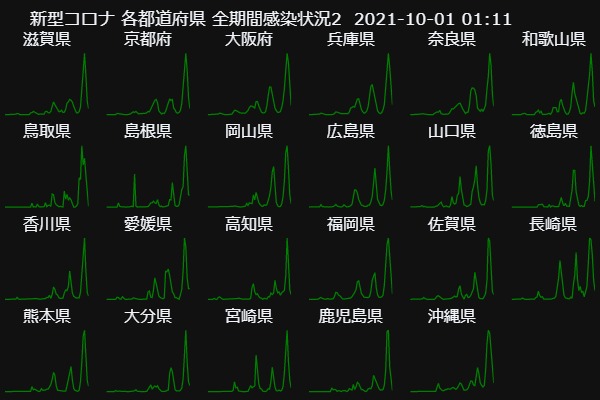 新型コロナ 各都道府県 全期間感染状況2 2021-10-01 01:11
滋賀県 京都府 大阪府 兵庫県 奈良県 和歌山県
鳥取県 島根県 岡山県 広島県 山口県 徳島県
香川県 愛媛県 高知県 福岡県 佐賀県 長崎県
熊本県 大分県 宮崎県 鹿児島県 沖縄県